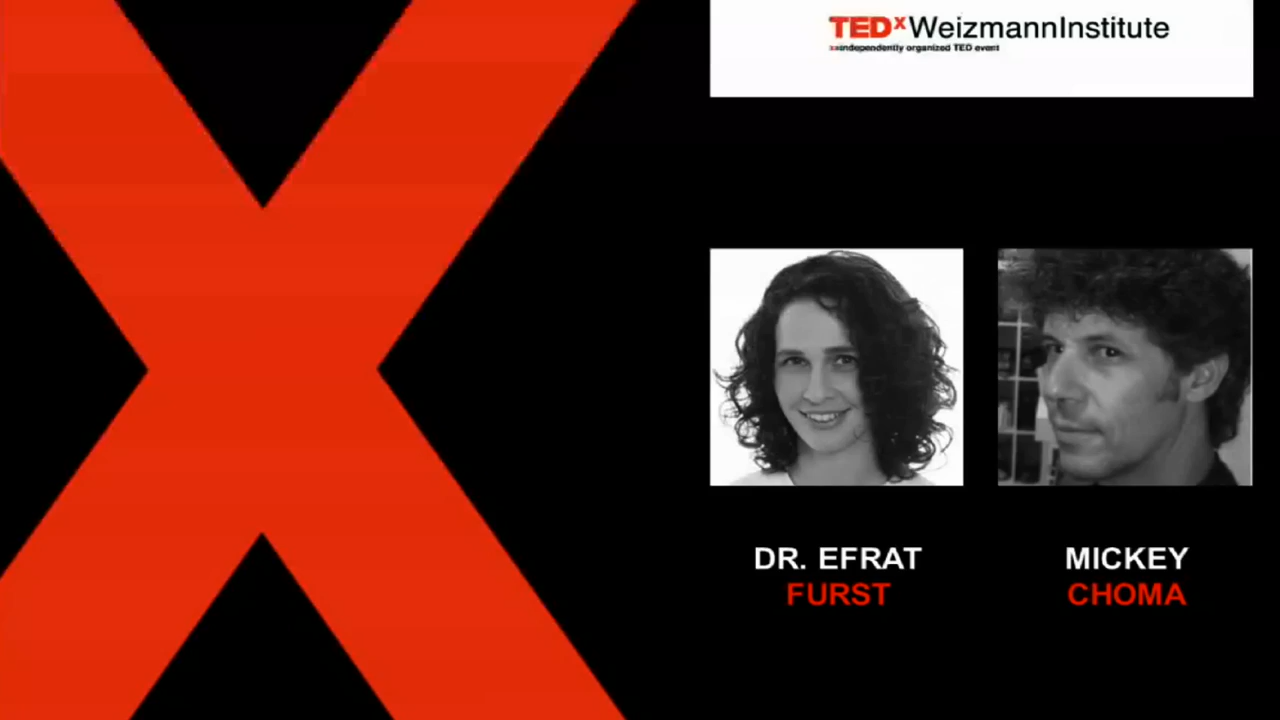 TEDxWeizmannInstitute
x=independently organized TED event
DR. EFRAT
FURST
MICKEY
CHOMA